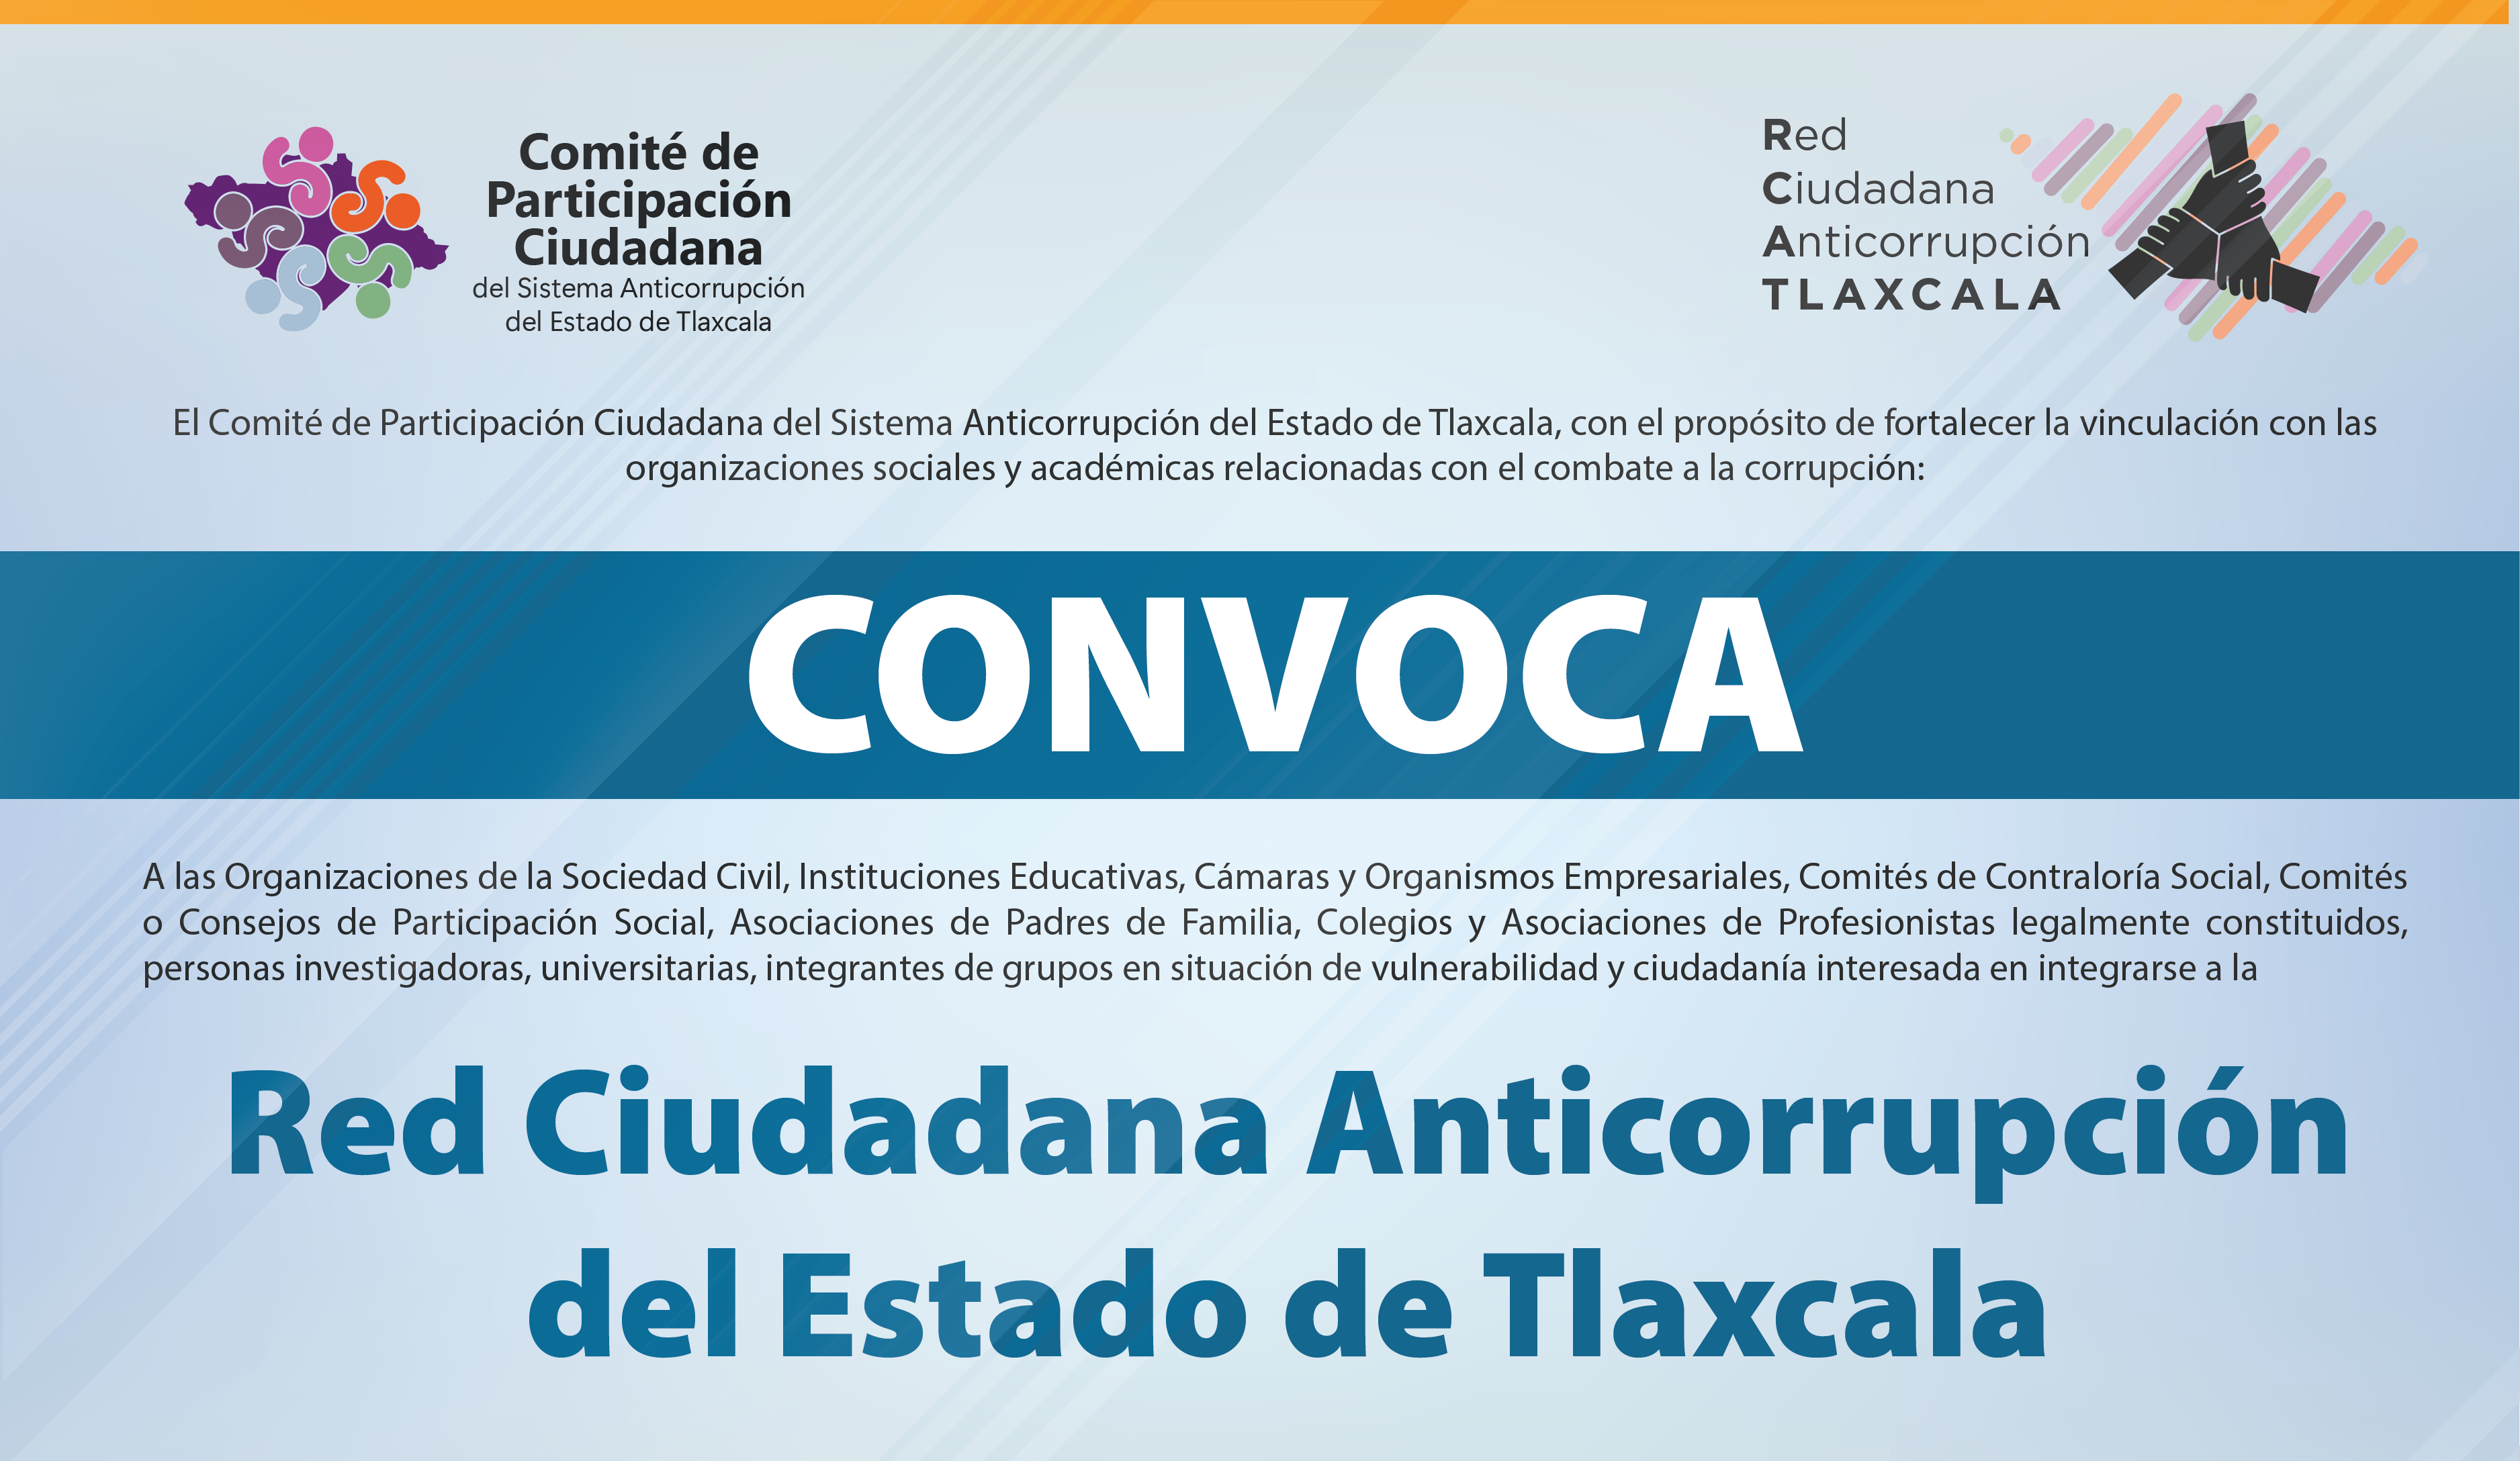 Comité de
Participación
Ciudadana
del Sistema Anticorrupción
del Estado de Tlaxcala
Red
Ciudadana
Anticorrupción
TLAXCALA
El Comité de Participación Ciudadana del Sistema Anticorrupción del Estado de Tlaxcala, con el propósito de fortalecer la vinculación con las
organizaciones sociales y académicas relacionadas con el combate a la corrupción:
CONVOCA
A las Organizaciones de la Sociedad Civil, Instituciones Educativas, Cámaras y Organismos Empresariales, Comités de Contraloría Social, Comités
o Consejos de Participación Social, Asociaciones de Padres de Familia, Colegios y Asociaciones de Profesionistas legalmente constituidos,
personas investigadoras, universitarias, integrantes de grupos en situación de vulnerabilidad y ciudadanía interesada en integrarse a la
Red Ciudadana Anticorrupción
del Estado de Tlaxcala